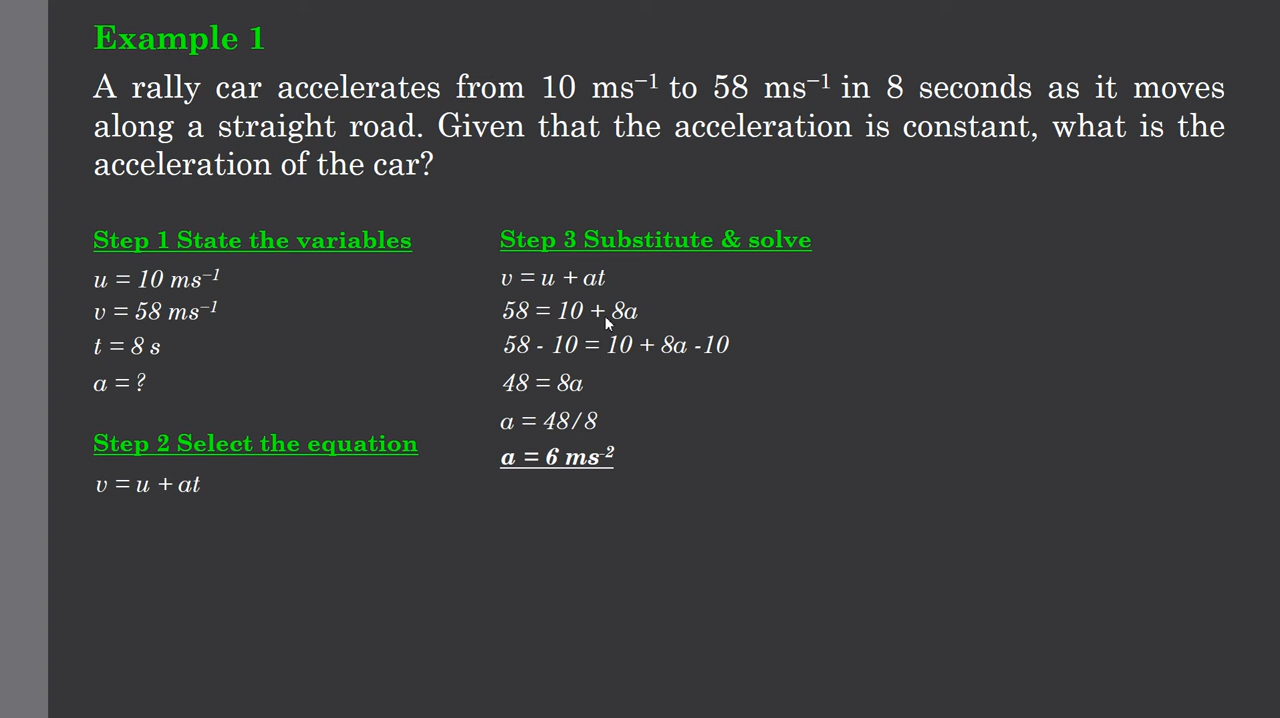 Example 1
A rally car accelerates from 10 ms⁻¹ to 58 ms⁻¹ in 8 seconds as it moves
along a straight road. Given that the acceleration is constant, what is the
acceleration of the car?
Step 1 State the variables
u = 10 ms⁻¹
v = 58 ms⁻¹
t = 8 s
a = ?
Step 2 Select the equation
v = u + at
Step 3 Substitute & solve
v = u + at
58 = 10 + 8a
58 - 10 = 10 + 8a -10
48 = 8a
a = 48/8
a = 6 ms⁻²